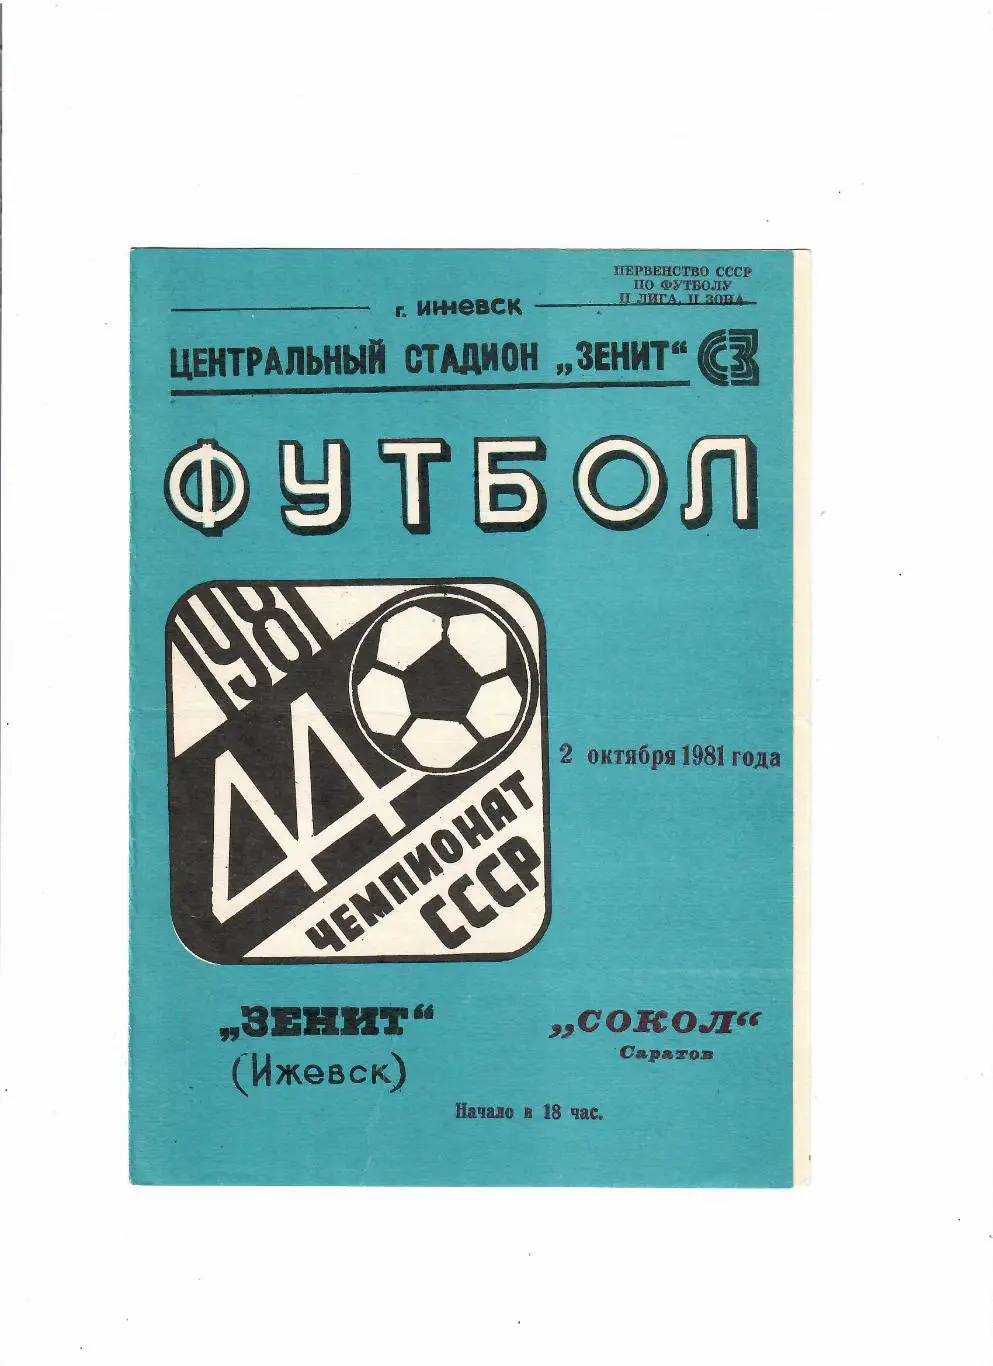 ПЕРВЕНСТВО СССР
ПО ФУТБОЛУ
II ЛИГА, II ЗОНА
г. ИЖЕВСК
ЦЕНТРАЛЬНЫЙ СТАДИОН „ЗЕНИТ“ СЗ
ФУТБОЛ
1981
44
ЧЕМПИОНАТ
СССР
2 октября 1981 года
„ЗЕНИТ“
(Ижевск)
„СОКОЛ“
Саратов
Начало в 18 час.